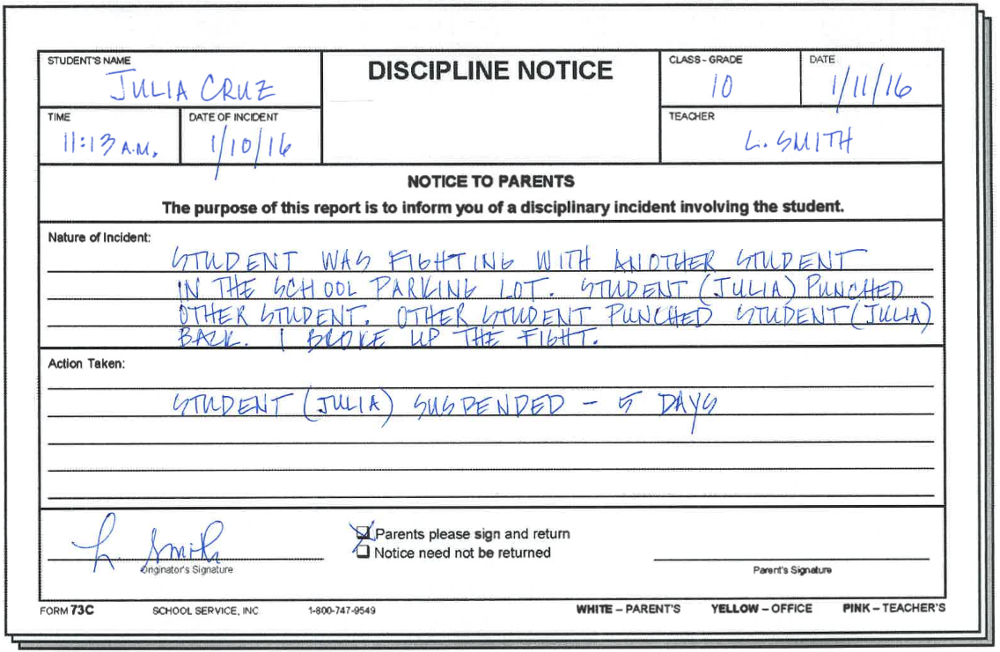 STUDENT'S NAME
JULIA CRUZ
DISCIPLINE NOTICE
CLASS - GRADE
10
DATE
1/11/16
TIME
11:13 A.M.
DATE OF INCIDENT
1/10/16
TEACHER
L. SMITH
NOTICE TO PARENTS
The purpose of this report is to inform you of a disciplinary incident involving the student.
Nature of Incident:
STUDENT WAS FIGHTING WITH ANOTHER STUDENT
IN THE SCHOOL PARKING LOT. STUDENT (JULIA) PUNCHED
OTHER STUDENT. OTHER STUDENT PUNCHED STUDENT (JULIA)
BACK. I BROKE UP THE FIGHT.
Action Taken:
STUDENT (JULIA) SUSPENDED - 5 DAYS
L. Smith
Originator's Signature
Parents please sign and return
Notice need not be returned
Parent's Signature
FORM 73C SCHOOL SERVICE, INC 1-800-747-9549 WHITE – PARENT'S YELLOW – OFFICE PINK – TEACHER'S